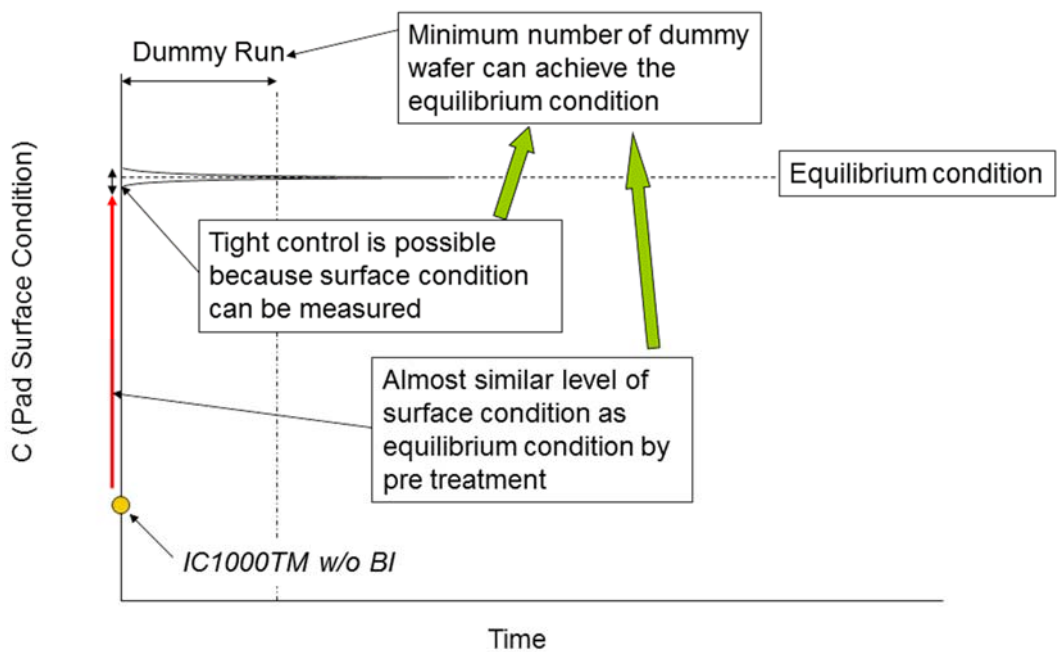 Dummy Run
Minimum number of dummy
wafer can achieve the
equilibrium condition
Equilibrium condition
Tight control is possible
because surface condition
can be measured
Almost similar level of
surface condition as
equilibrium condition by
pre treatment
C (Pad Surface Condition)
IC1000TM w/o BI
Time